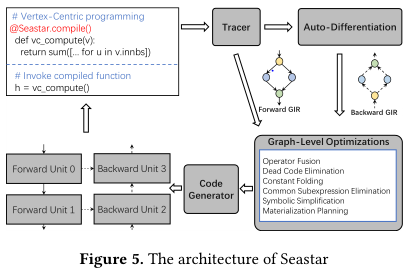 # Vertex-Centric programming
@Seastar.compile()
def vc_compute(v):
return sum([... for u in v.innbs])
# Invoke compiled function
h = vc_compute()
Tracer
Auto-Differentiation
Forward GIR
Backward GIR
Graph-Level Optimizations
Operator Fusion
Dead Code Elimination
Constant Folding
Common Subexpression Elimination
Symbolic Simplification
Materialization Planning
Code
Generator
Forward Unit 0
Backward Unit 3
Forward Unit 1
Backward Unit 2
Figure 5. The architecture of Seastar